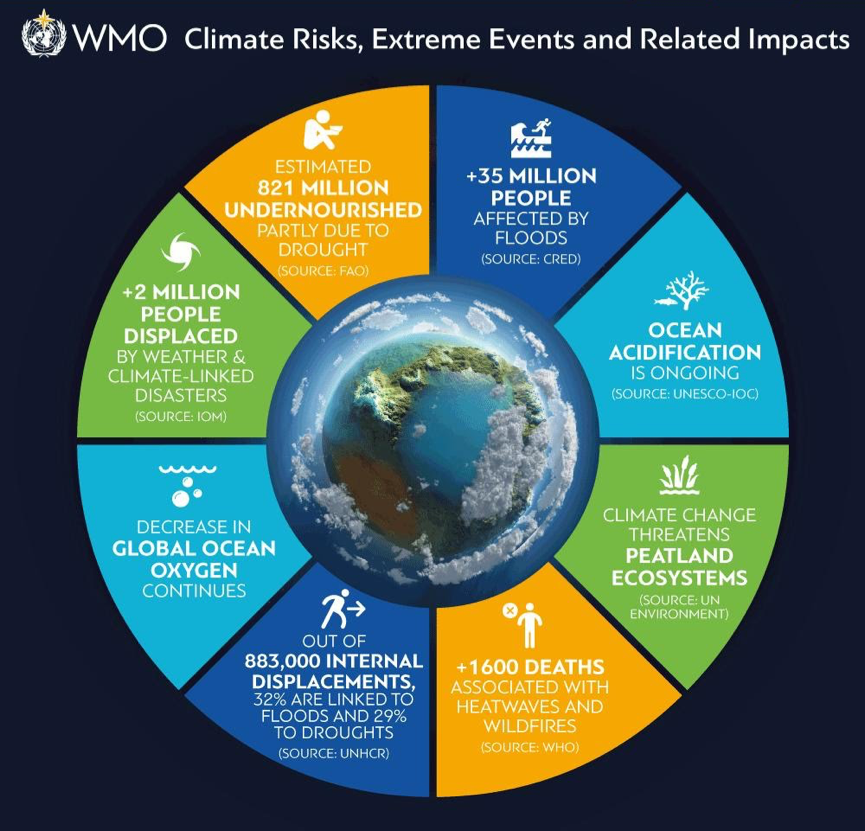 WMO Climate Risks, Extreme Events and Related Impacts
ESTIMATED
821 MILLION
UNDERNOURISHED
PARTLY DUE TO
DROUGHT
(SOURCE: FAO)
+35 MILLION
PEOPLE
AFFECTED BY
FLOODS
(SOURCE: CRED)
OCEAN
ACIDIFICATION
IS ONGOING
(SOURCE: UNESCO-IOC)
CLIMATE CHANGE
THREATENS
PEATLAND
ECOSYSTEMS
(SOURCE: UN
ENVIRONMENT)
+1600 DEATHS
ASSOCIATED WITH
HEATWAVES AND
WILDFIRES
(SOURCE: WHO)
OUT OF
883,000 INTERNAL
DISPLACEMENTS,
32% ARE LINKED TO
FLOODS AND 29%
TO DROUGHTS
(SOURCE: UNHCR)
DECREASE IN
GLOBAL OCEAN
OXYGEN
CONTINUES
+2 MILLION
PEOPLE
DISPLACED
BY WEATHER &
CLIMATE-LINKED
DISASTERS
(SOURCE: IOM)